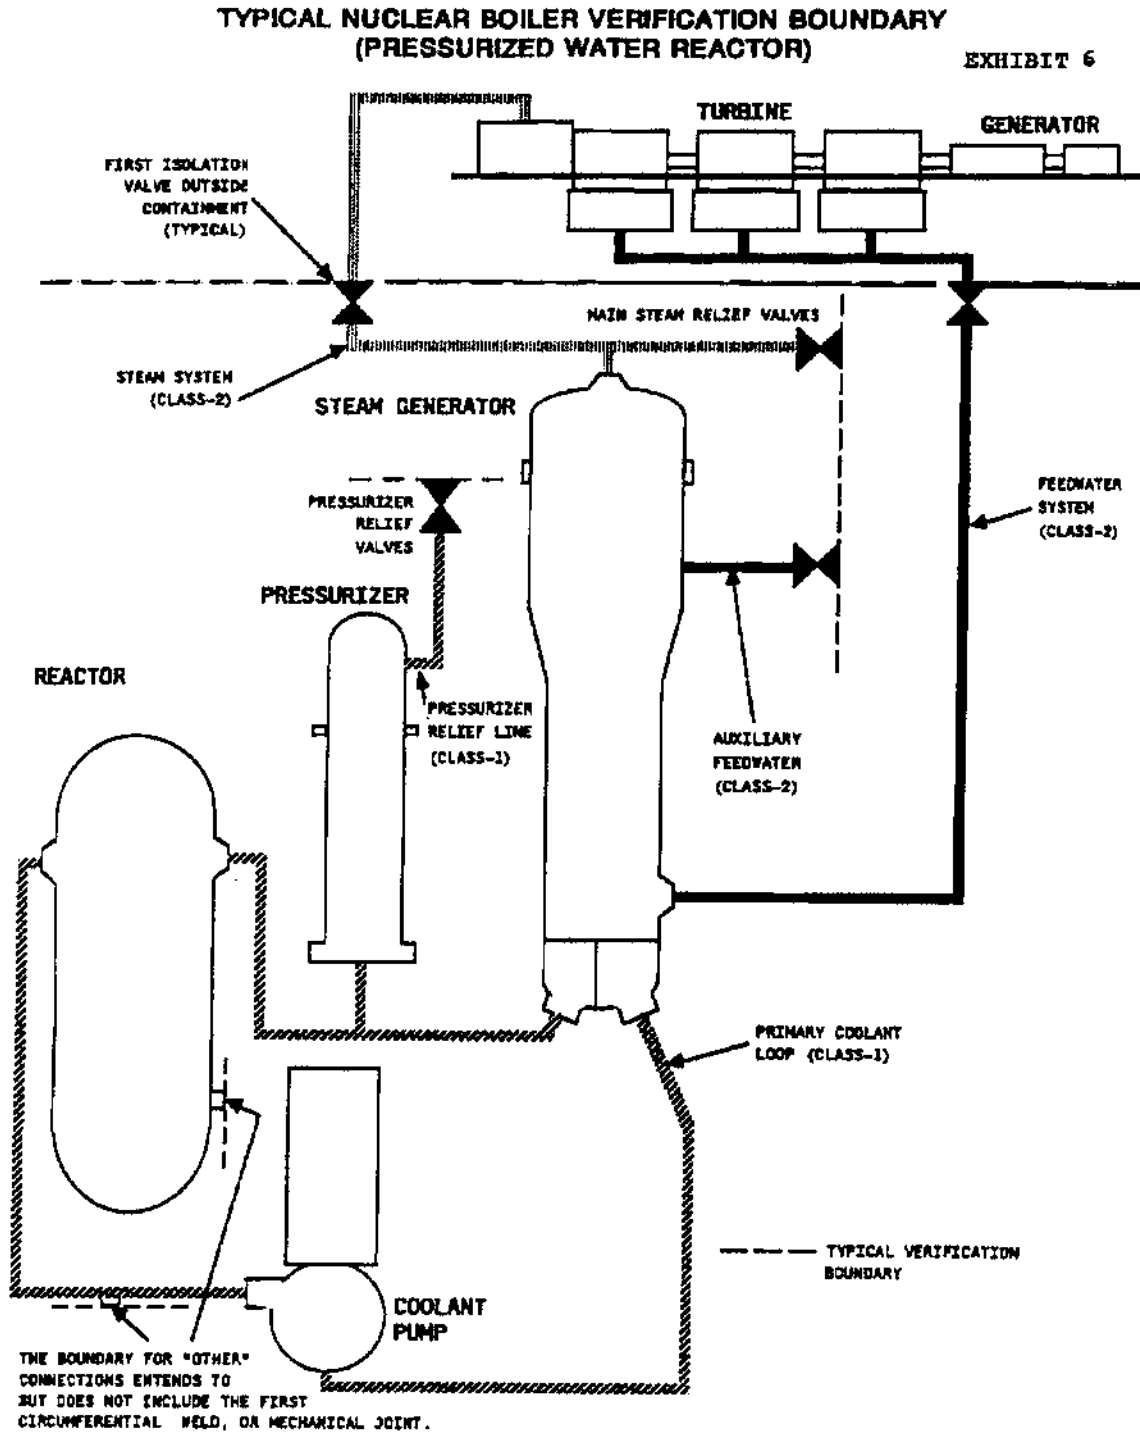 TYPICAL NUCLEAR BOILER VERIFICATION BOUNDARY
(PRESSURIZED WATER REACTOR)
EXHIBIT 6
TURBINE
GENERATOR
FIRST ISOLATION
VALVE OUTSIDE
CONTAINMENT
(TYPICAL)
MAIN STEAM RELIEF VALVES
STEAM SYSTEM
(CLASS-2)
STEAM GENERATOR
PRESSURIZER
RELIEF
VALVES
FEEDWATER
SYSTEM
(CLASS-2)
PRESSURIZER
REACTOR
PRESSURIZER
RELIEF LINE
(CLASS-1)
AUXILIARY
FEEDWATER
(CLASS-2)
PRIMARY COOLANT
LOOP (CLASS-1)
TYPICAL VERIFICATION
BOUNDARY
COOLANT
PUMP
THE BOUNDARY FOR "OTHER"
CONNECTIONS EXTENDS TO
BUT DOES NOT INCLUDE THE FIRST
CIRCUMFERENTIAL WELD, OR MECHANICAL JOINT.